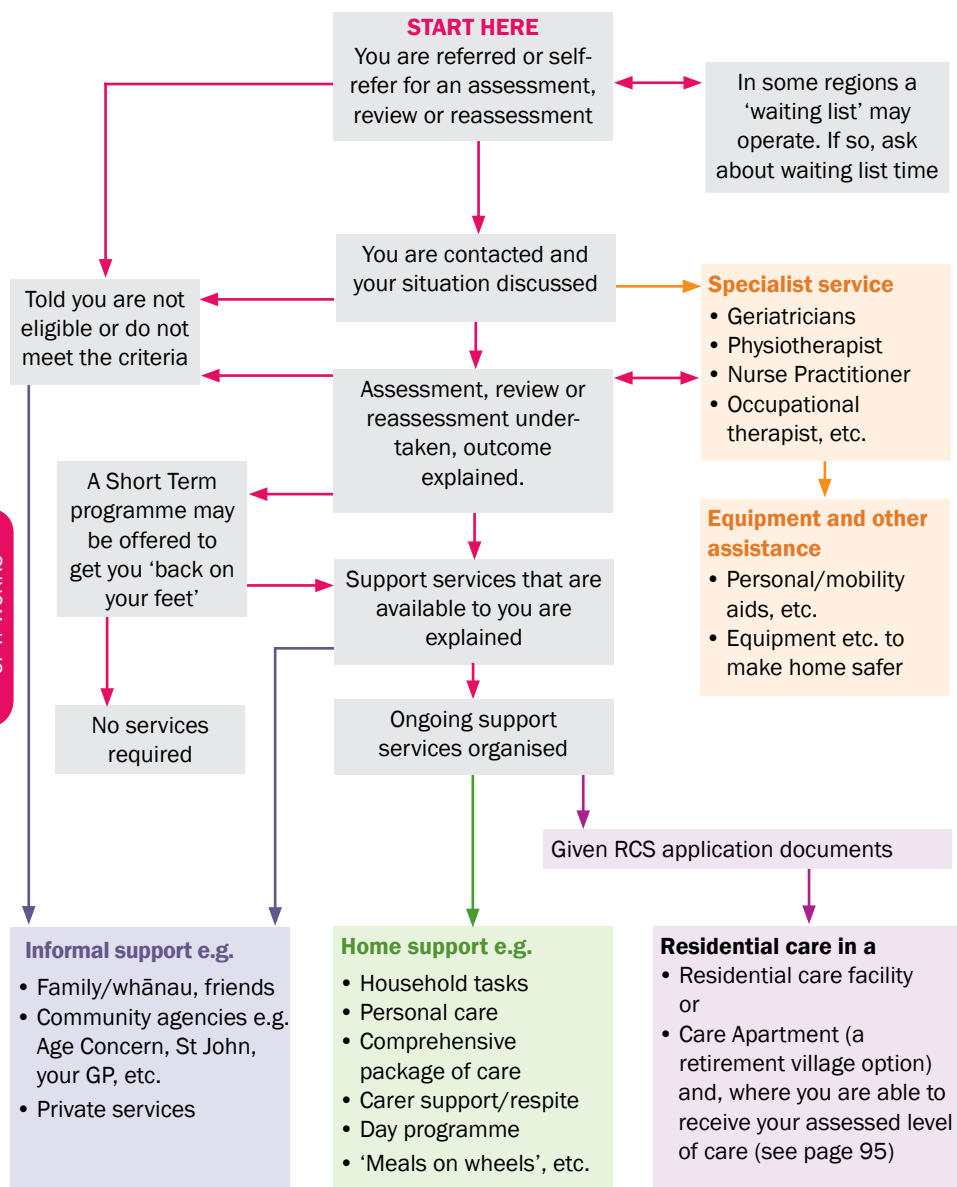 START HERE
You are referred or self-
refer for an assessment,
review or reassessment
In some regions a
‘waiting list’ may
operate. If so, ask
about waiting list time
You are contacted and
your situation discussed
Told you are not
eligible or do not
meet the criteria
Specialist service
• Geriatricians
• Physiotherapist
• Nurse Practitioner
• Occupational
therapist, etc.
Assessment, review or
reassessment under-
taken, outcome
explained.
A Short Term
programme may
be offered to
get you ‘back on
your feet’
Equipment and other
assistance
• Personal/mobility
aids, etc.
• Equipment etc. to
make home safer
Support services that are
available to you are
explained
No services
required
Ongoing support
services organised
Given RCS application documents
Informal support e.g.
• Family/whānau, friends
• Community agencies e.g.
Age Concern, St John,
your GP, etc.
• Private services
Home support e.g.
• Household tasks
• Personal care
• Comprehensive
package of care
• Carer support/respite
• Day programme
• ‘Meals on wheels’, etc.
Residential care in a
• Residential care facility
or
• Care Apartment (a
retirement village option)
and, where you are able to
receive your assessed level
of care (see page 95)